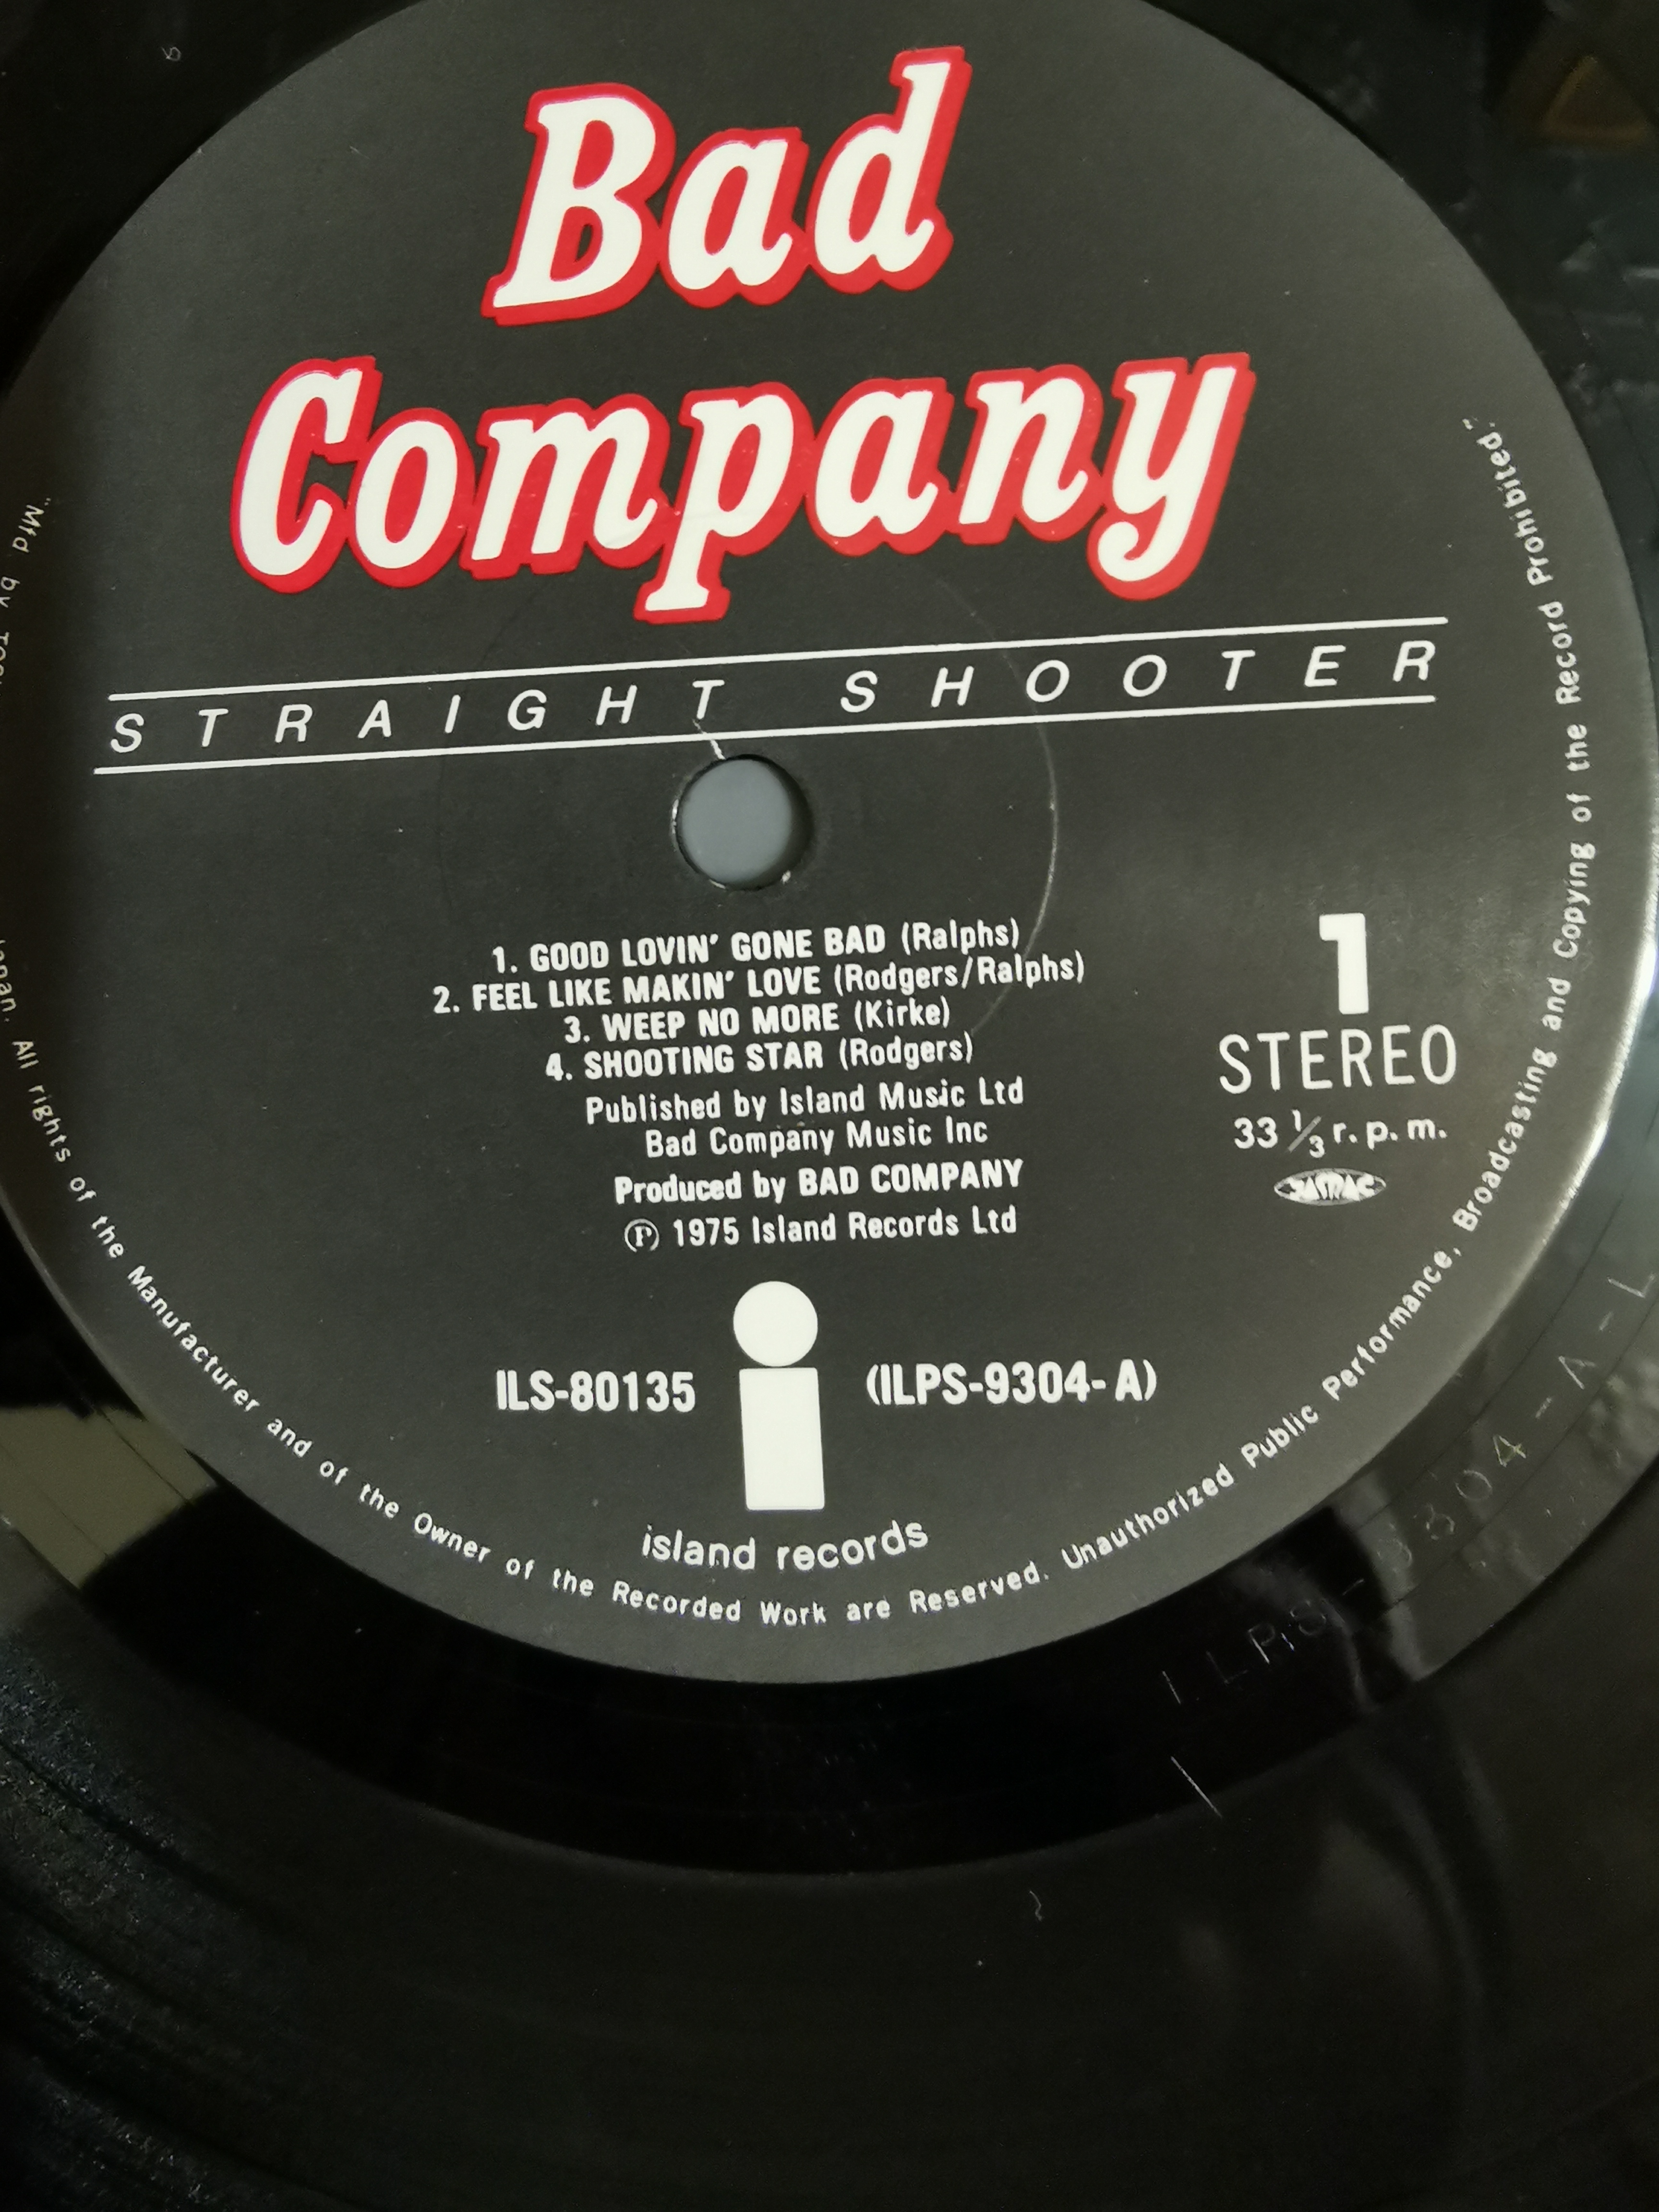 Bad
Company
STRAIGHT SHOOTER
1. GOOD LOVIN' GONE BAD (Ralphs)
2. FEEL LIKE MAKIN' LOVE (Rodgers/Ralphs)
3. WEEP NO MORE (Kirke)
4. SHOOTING STAR (Rodgers)
Published by Island Music Ltd
Bad Company Music Inc
Produced by BAD COMPANY
℗ 1975 Island Records Ltd
1
STEREO
33 1/3 r.p.m.
JASRAC
ILS-80135
(ILPS-9304-A)
island records
"Mfd by
All rights of the Manufacturer and of the Owner of the Recorded Work are Reserved. Unauthorized Public Performance, Broadcasting and Copying of the Record Prohibited."